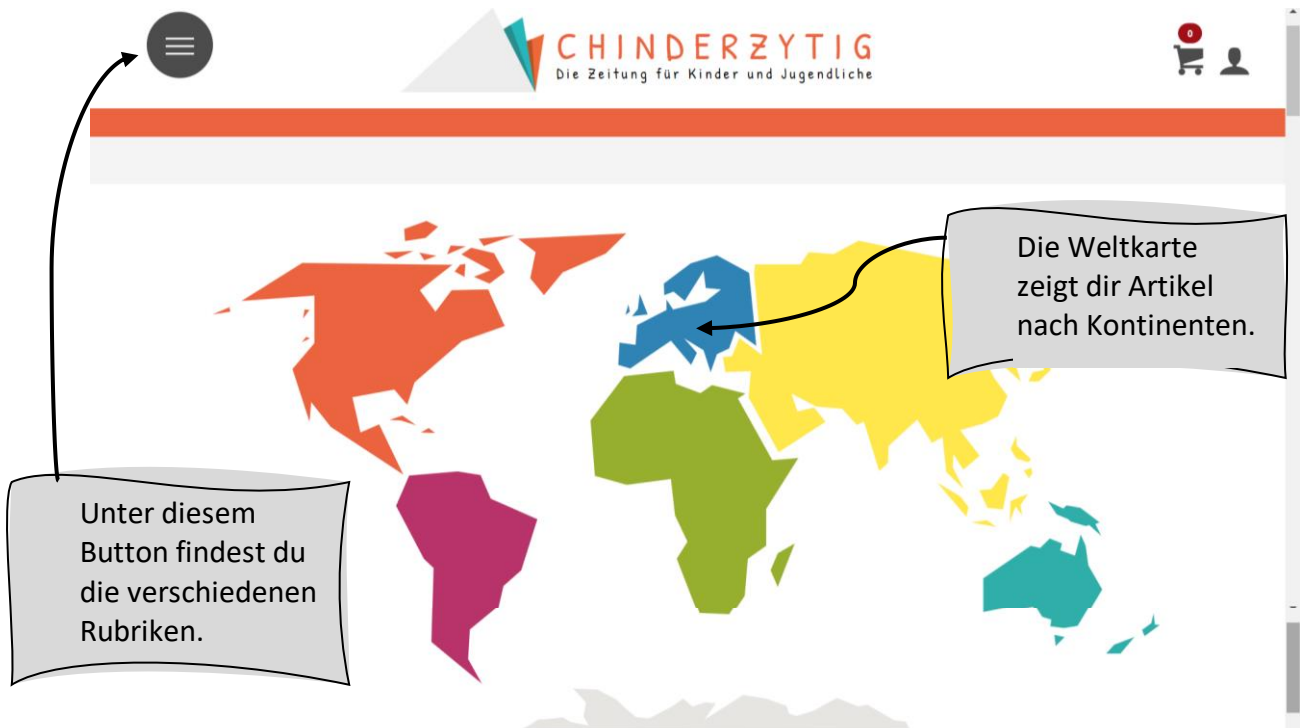 0
CHINDERZYTIG
Die Zeitung für Kinder und Jugendliche
Die Weltkarte
zeigt dir Artikel
nach Kontinenten.
Unter diesem
Button findest du
die verschiedenen
Rubriken.